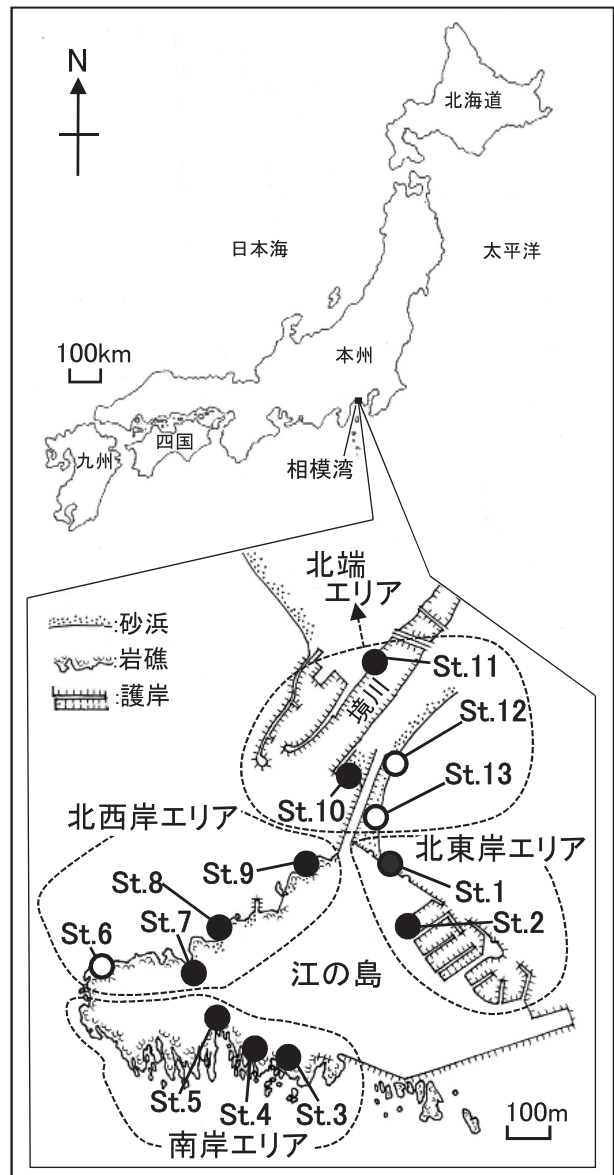 N
北海道
日本海
太平洋
100km
本州
四国
九州
相模湾
北端
エリア
:砂浜
:岩礁
:護岸
St.11
境川
St.12
St.13
St.10
北西岸エリア
北東岸エリア
St.9
St.1
St.8
St.2
St.6
St.7
江の島
St.5
St.4
St.3
100m
南岸エリア